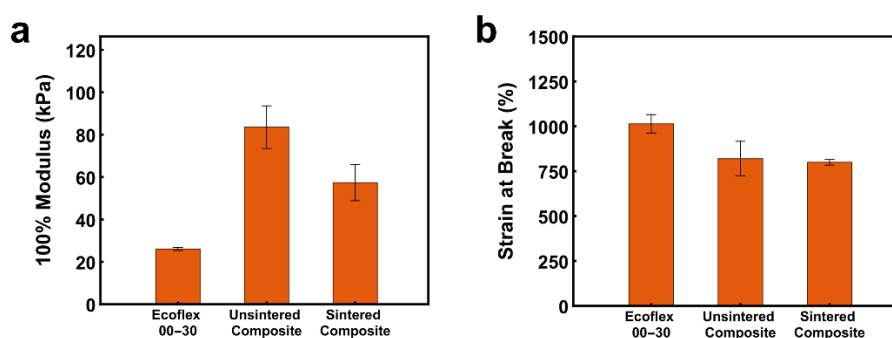 a
100% Modulus (kPa)
120
100
80
60
40
20
0
Ecoflex
00–30
Unsintered
Composite
Sintered
Composite
b
Strain at Break (%)
1500
1250
1000
750
500
250
0
Ecoflex
00–30
Unsintered
Composite
Sintered
Composite